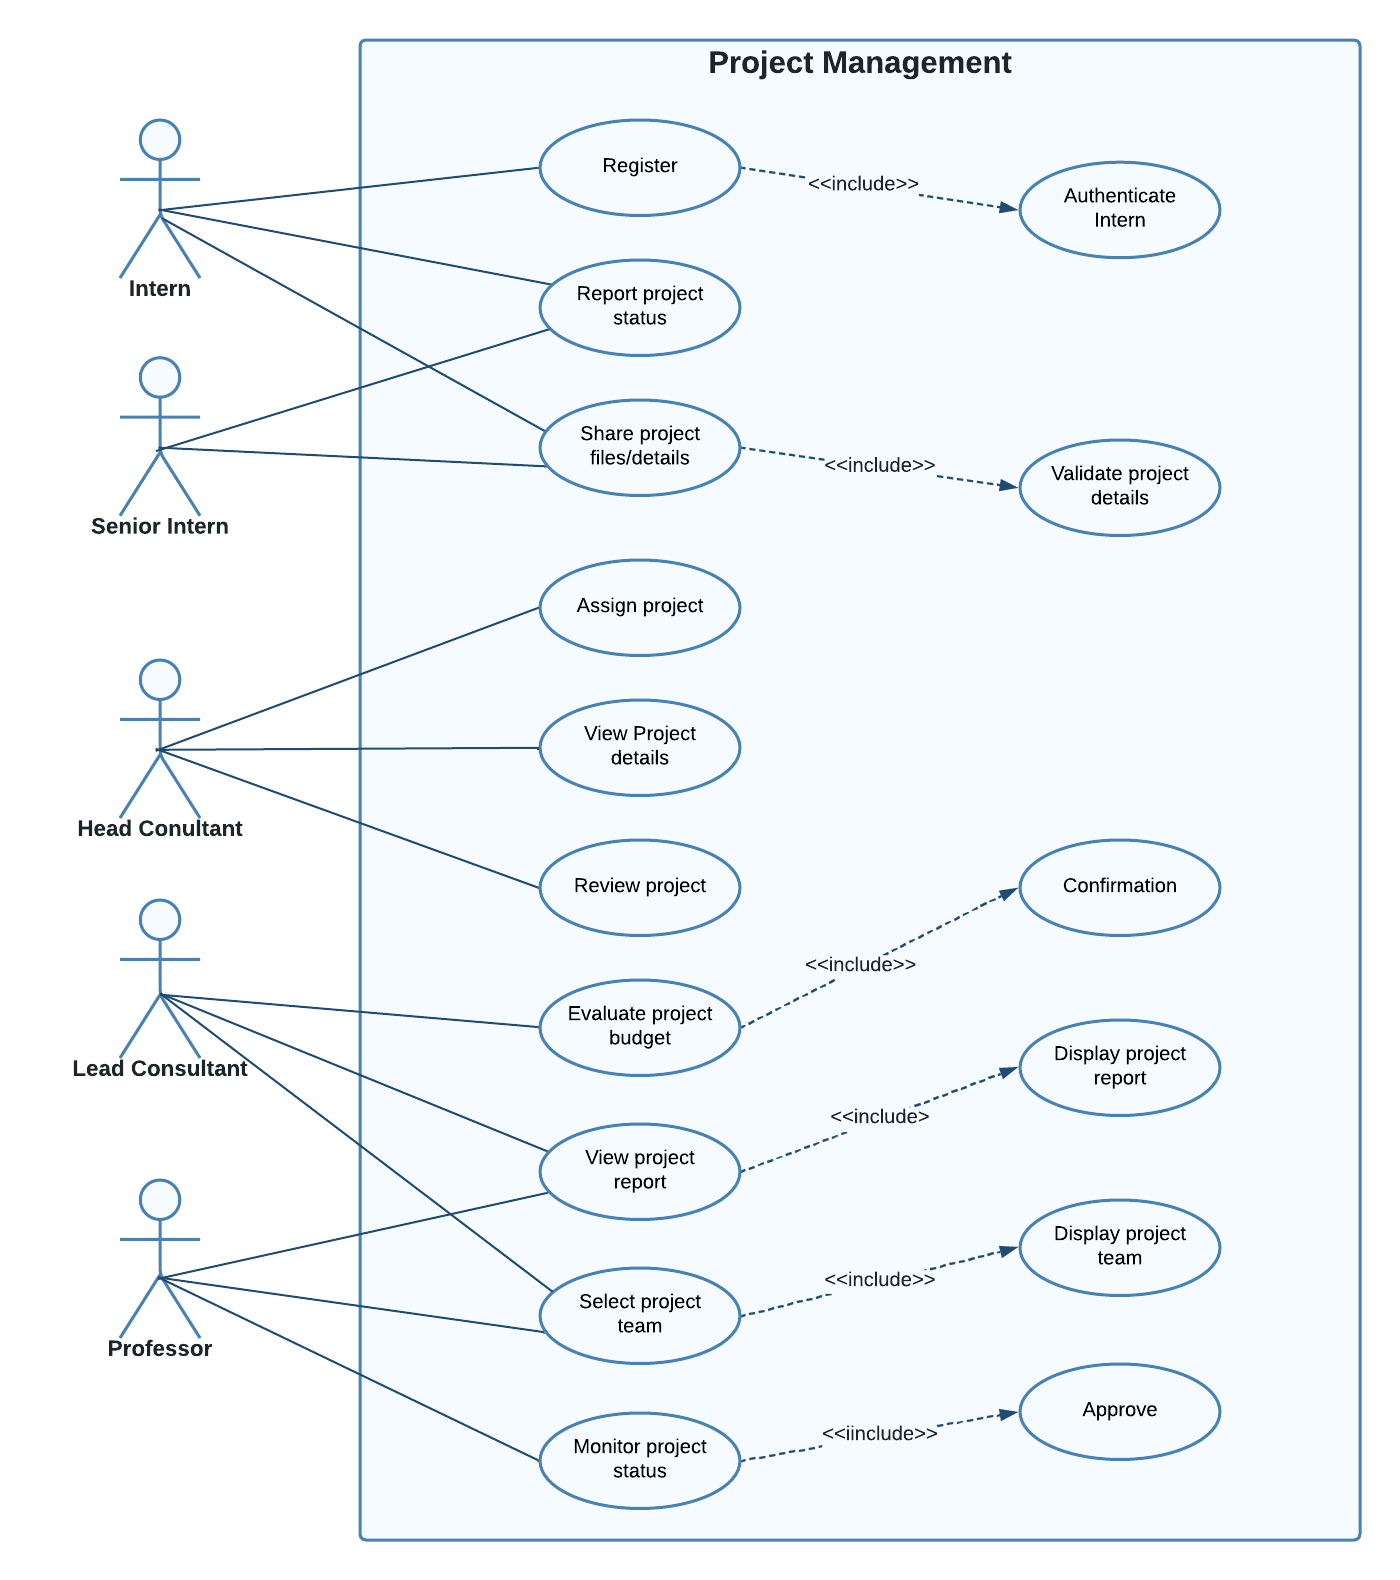 Project Management
Register
<<include>>
Authenticate
Intern
Intern
Report project
status
Share project
files/details
<<include>>
Validate project
details
Senior Intern
Assign project
View Project
details
Head Conultant
Review project
Confirmation
<<include>>
Evaluate project
budget
Lead Consultant
Display project
report
<<include>
View project
report
Display project
team
<<include>>
Select project
team
Professor
Approve
<<iinclude>>
Monitor project
status